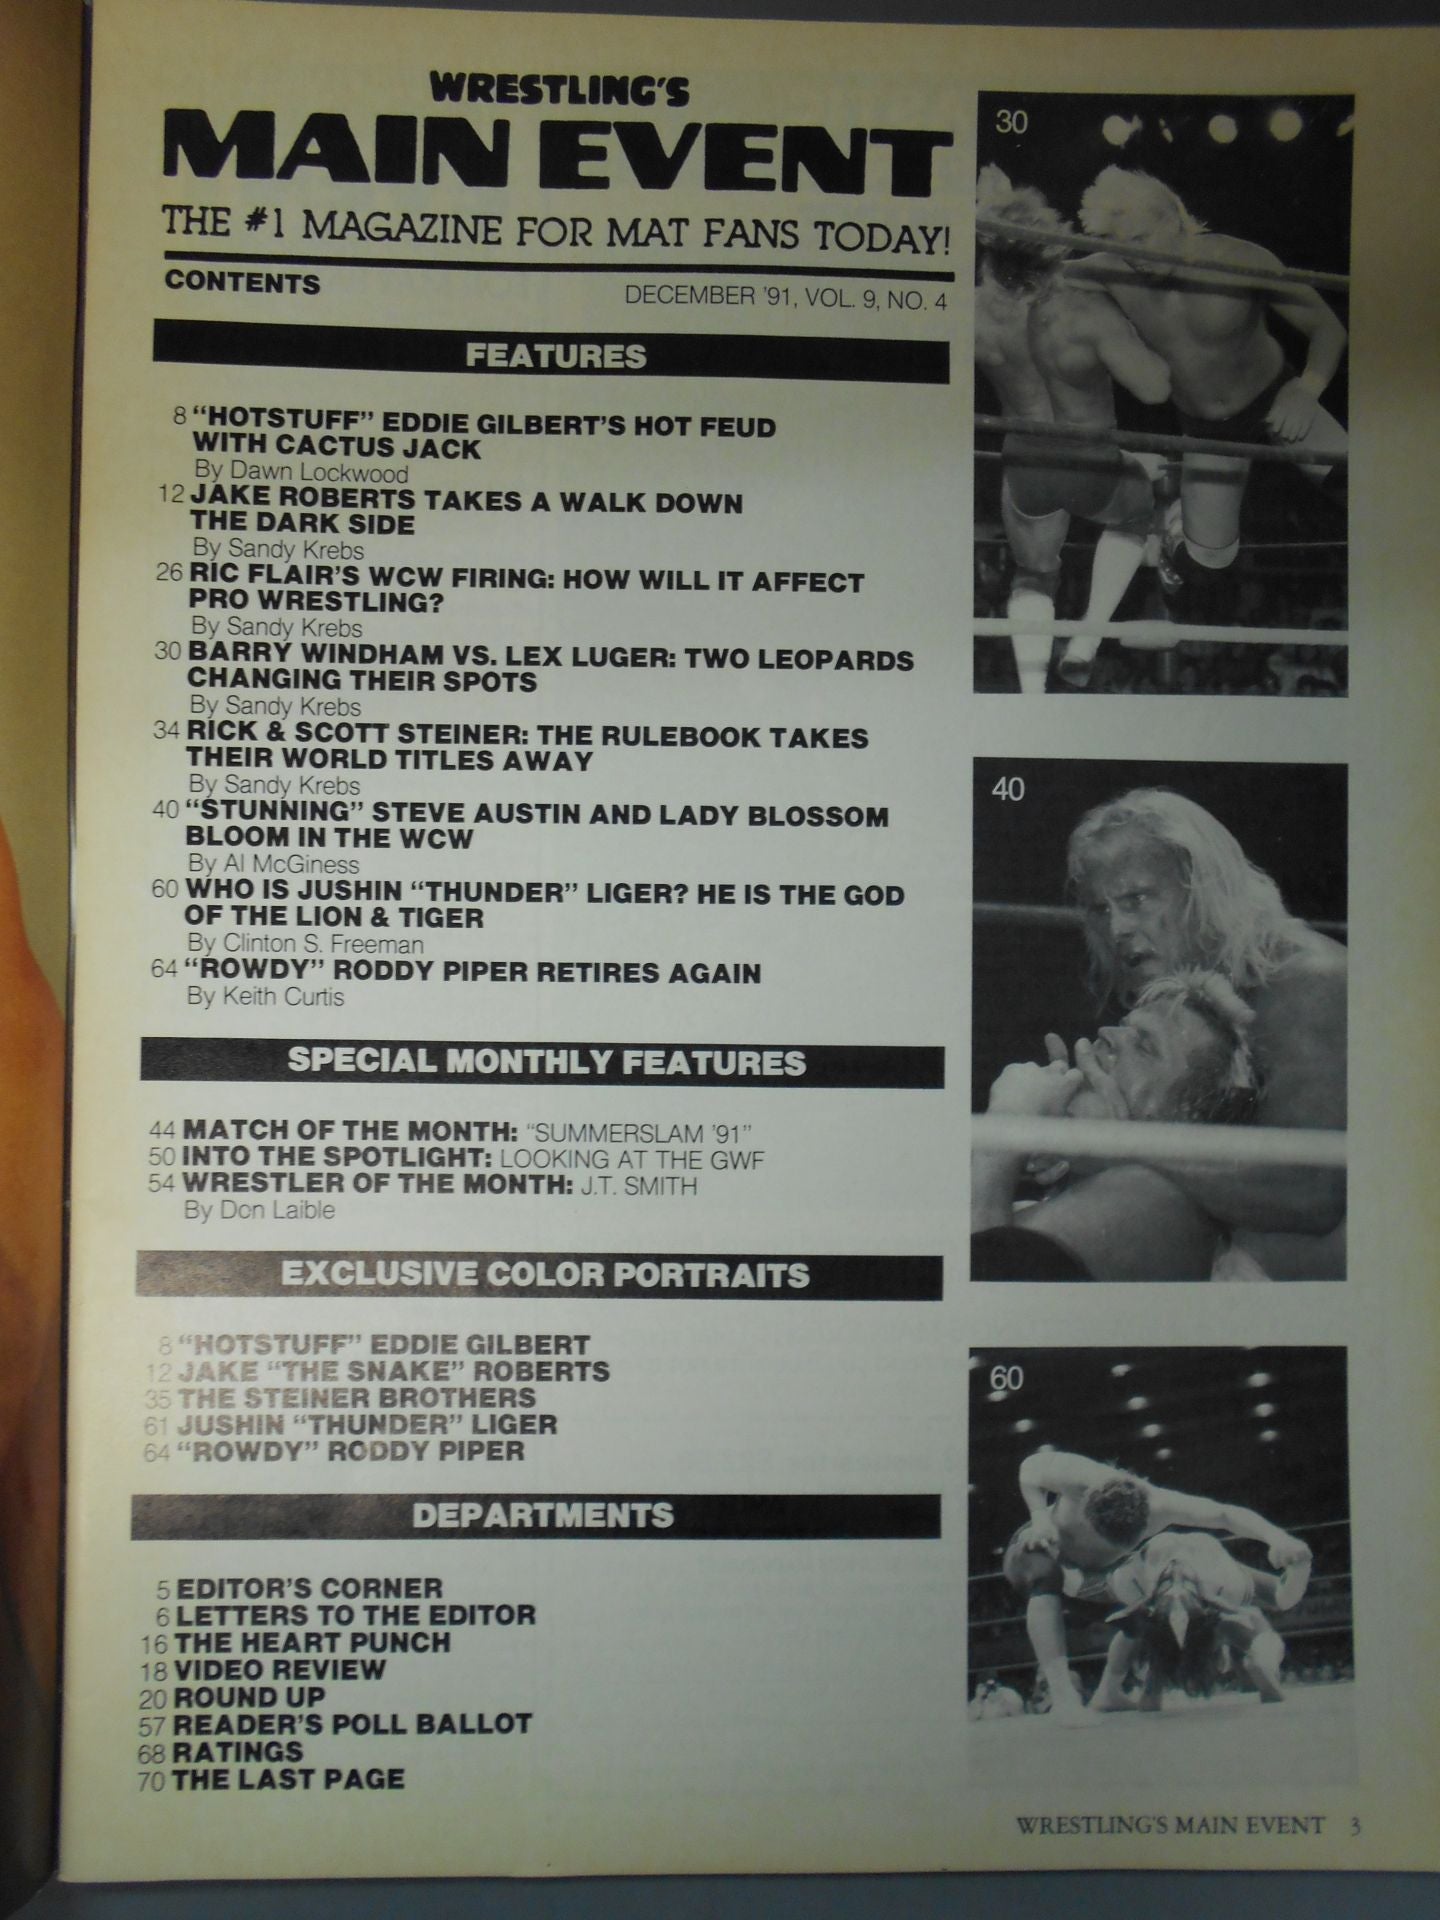 WRESTLING'S
MAIN EVENT
THE #1 MAGAZINE FOR MAT FANS TODAY!
CONTENTS
DECEMBER '91, VOL. 9, NO. 4
FEATURES
8 "HOTSTUFF" EDDIE GILBERT'S HOT FEUD
WITH CACTUS JACK
By Dawn Lockwood
12 JAKE ROBERTS TAKES A WALK DOWN
THE DARK SIDE
By Sandy Krebs
26 RIC FLAIR'S WCW FIRING: HOW WILL IT AFFECT
PRO WRESTLING?
By Sandy Krebs
30 BARRY WINDHAM VS. LEX LUGER: TWO LEOPARDS
CHANGING THEIR SPOTS
By Sandy Krebs
34 RICK & SCOTT STEINER: THE RULEBOOK TAKES
THEIR WORLD TITLES AWAY
By Sandy Krebs
40 "STUNNING" STEVE AUSTIN AND LADY BLOSSOM
BLOOM IN THE WCW
By Al McGiness
60 WHO IS JUSHIN "THUNDER" LIGER? HE IS THE GOD
OF THE LION & TIGER
By Clinton S. Freeman
64 "ROWDY" RODDY PIPER RETIRES AGAIN
By Keith Curtis
SPECIAL MONTHLY FEATURES
44 MATCH OF THE MONTH: "SUMMERSLAM '91"
50 INTO THE SPOTLIGHT: LOOKING AT THE GWF
54 WRESTLER OF THE MONTH: J.T. SMITH
By Don Laible
EXCLUSIVE COLOR PORTRAITS
8 "HOTSTUFF" EDDIE GILBERT
12 JAKE "THE SNAKE" ROBERTS
35 THE STEINER BROTHERS
61 JUSHIN "THUNDER" LIGER
64 "ROWDY" RODDY PIPER
DEPARTMENTS
5 EDITOR'S CORNER
6 LETTERS TO THE EDITOR
16 THE HEART PUNCH
18 VIDEO REVIEW
20 ROUND UP
57 READER'S POLL BALLOT
68 RATINGS
70 THE LAST PAGE
30
40
60
WRESTLING'S MAIN EVENT 3